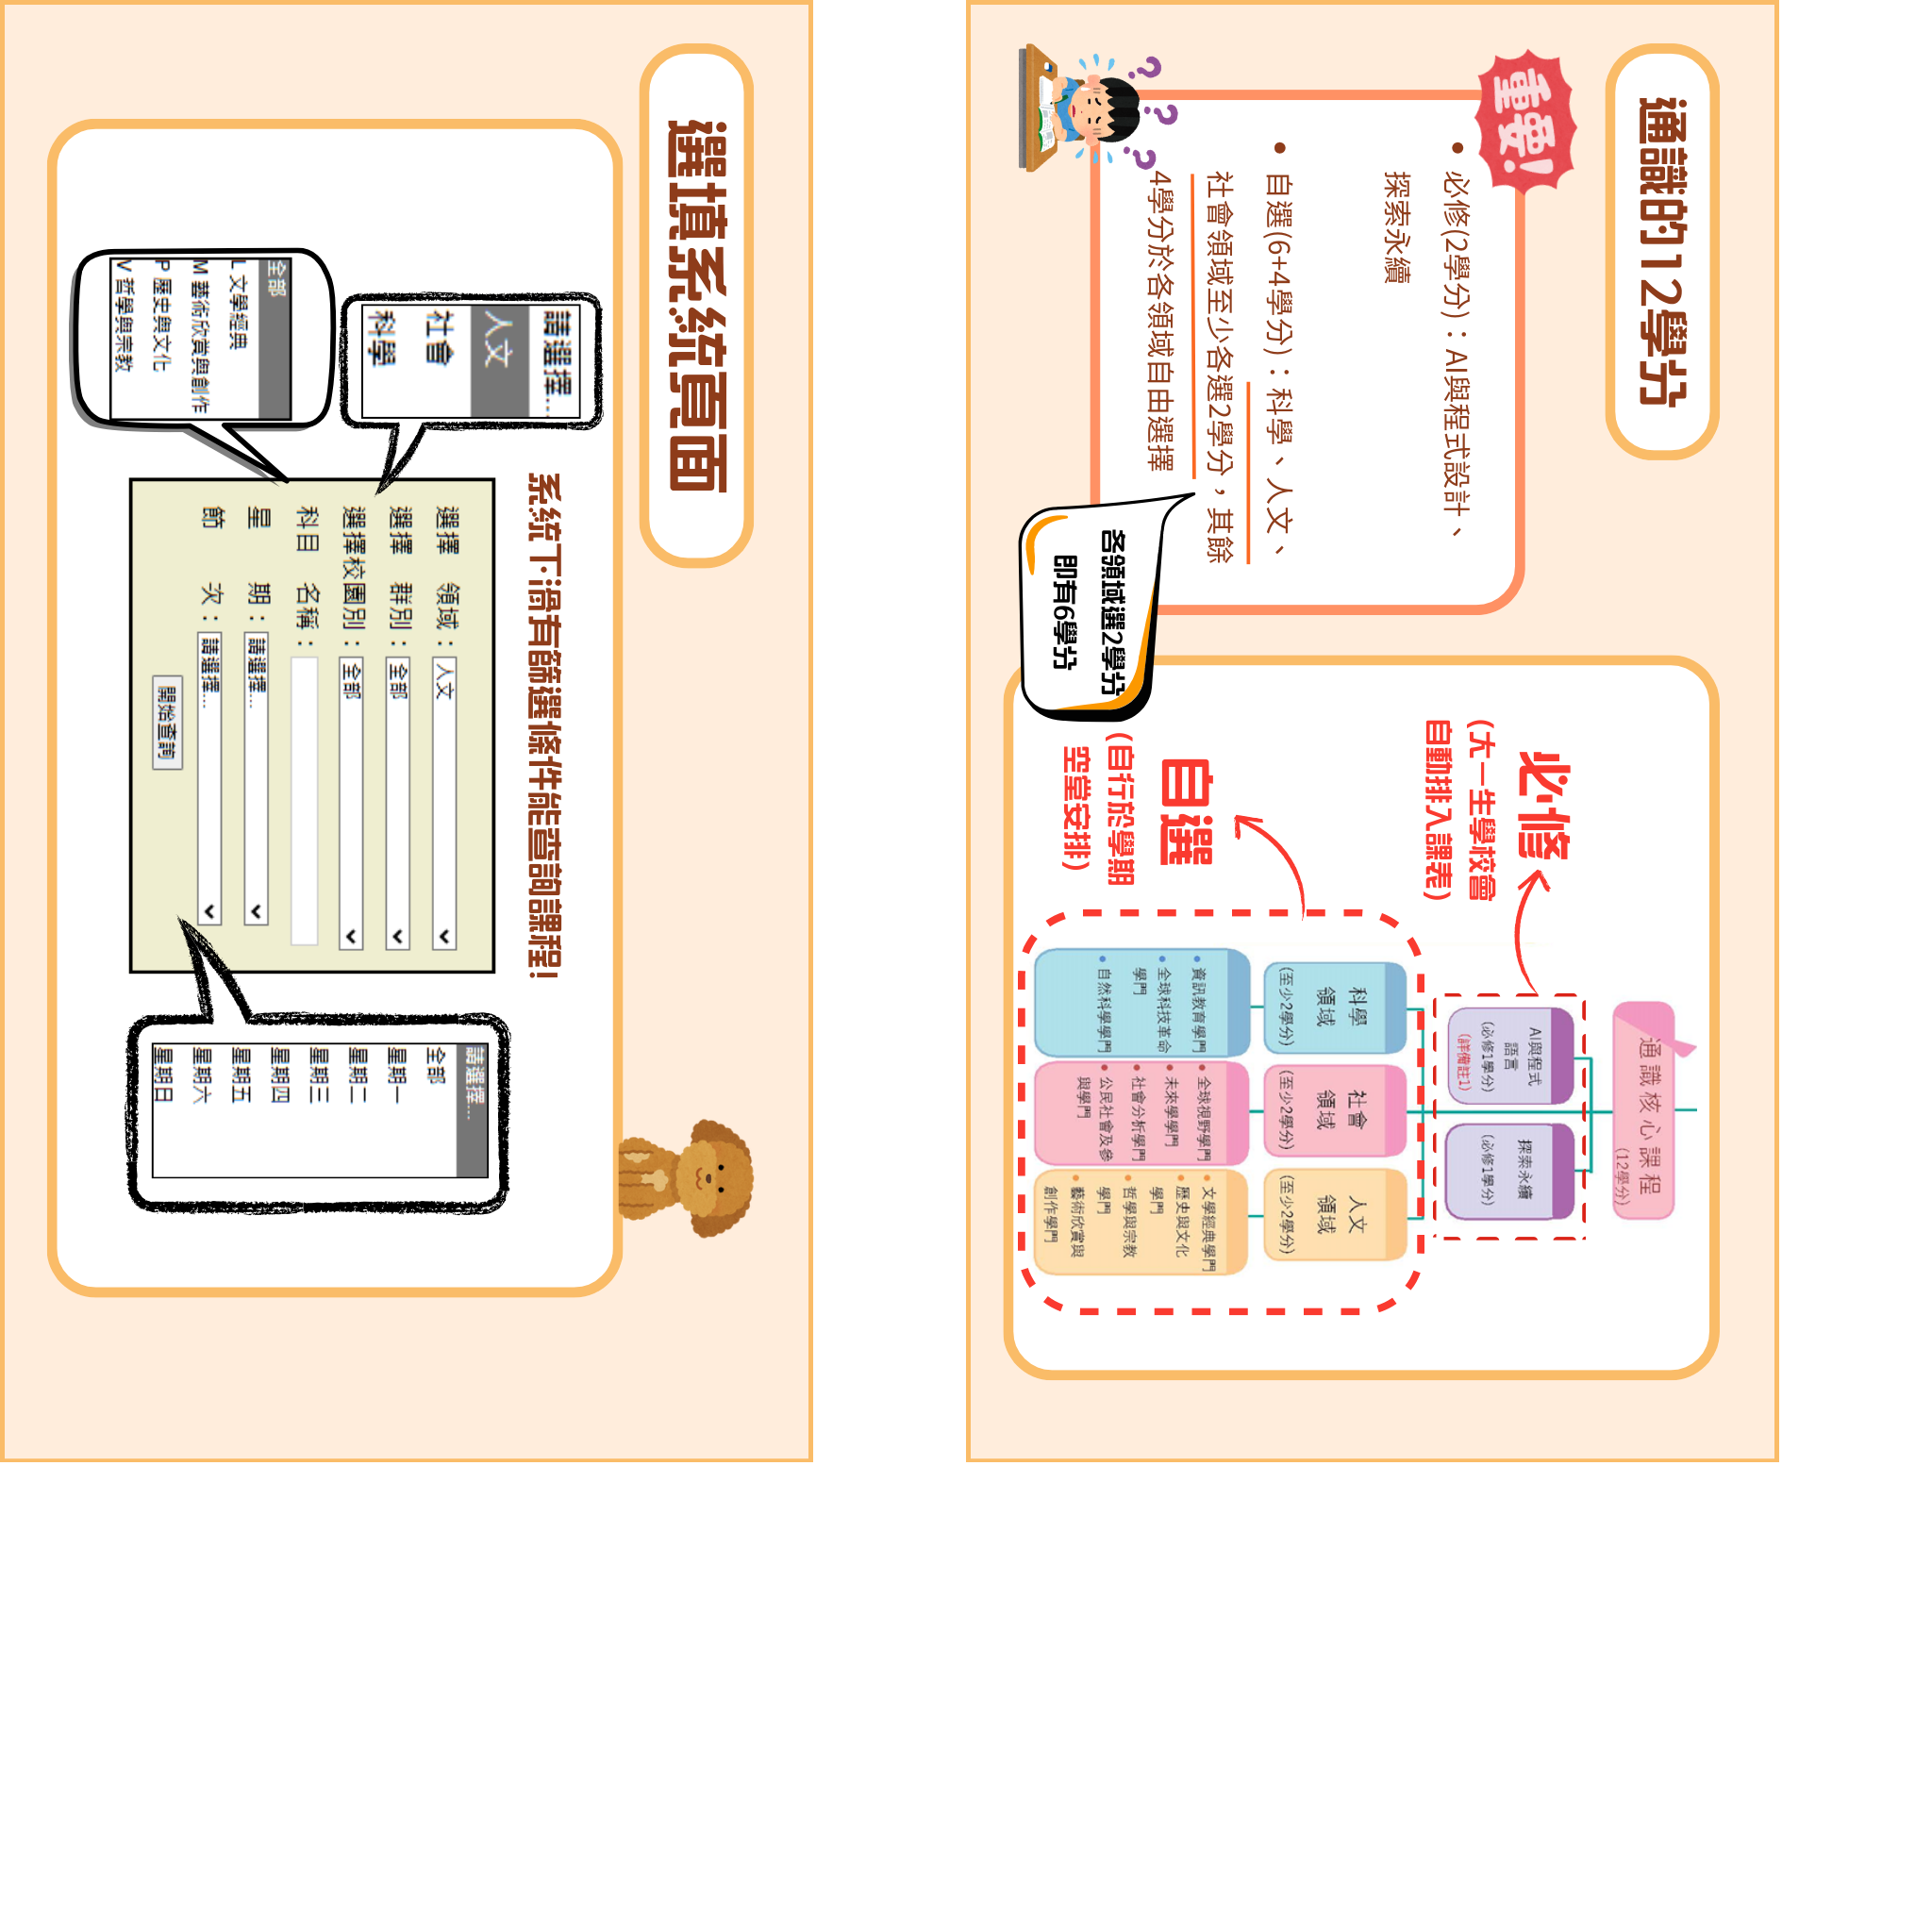 通識的12學分
重要!
必修(2學分)：AI與程式設計、
探索永續
自選(6+4學分)：科學、人文、
社會領域至少各選2學分，其餘
4學分於各領域自由選擇
? ? ?
各領域選2學分
即有6學分
必修
(大一生學校會
自動排入課表)
自選
(自行於學期
空堂安排)
通識核心課程
(12學分)
AI與程式
語言
(必修1學分)
(詳備註1)
探索永續
(必修1學分)
科學
領域
(至少2學分)
社會
領域
(至少2學分)
人文
領域
(至少2學分)
資訊教育學門
全球科技革命
學門
自然科學學門
全球視野學門
未來學學門
社會分析學門
公民社會及參
與學門
文學經典學門
歷史與文化
學門
哲學與宗教
學門
藝術欣賞與
創作學門
選填系統頁面
系統下滑有篩選條件能查詢課程!
請選擇...
人文
社會
科學
全部
L 文學經典
M 藝術欣賞與創作
P 歷史與文化
V 哲學與宗教
選擇 領域：人文
選擇 群別：全部
選擇校園別：全部
科目 名稱：
星 期：請選擇...
節 次：請選擇...
開始查詢
請選擇...
全部
星期一
星期二
星期三
星期四
星期五
星期六
星期日